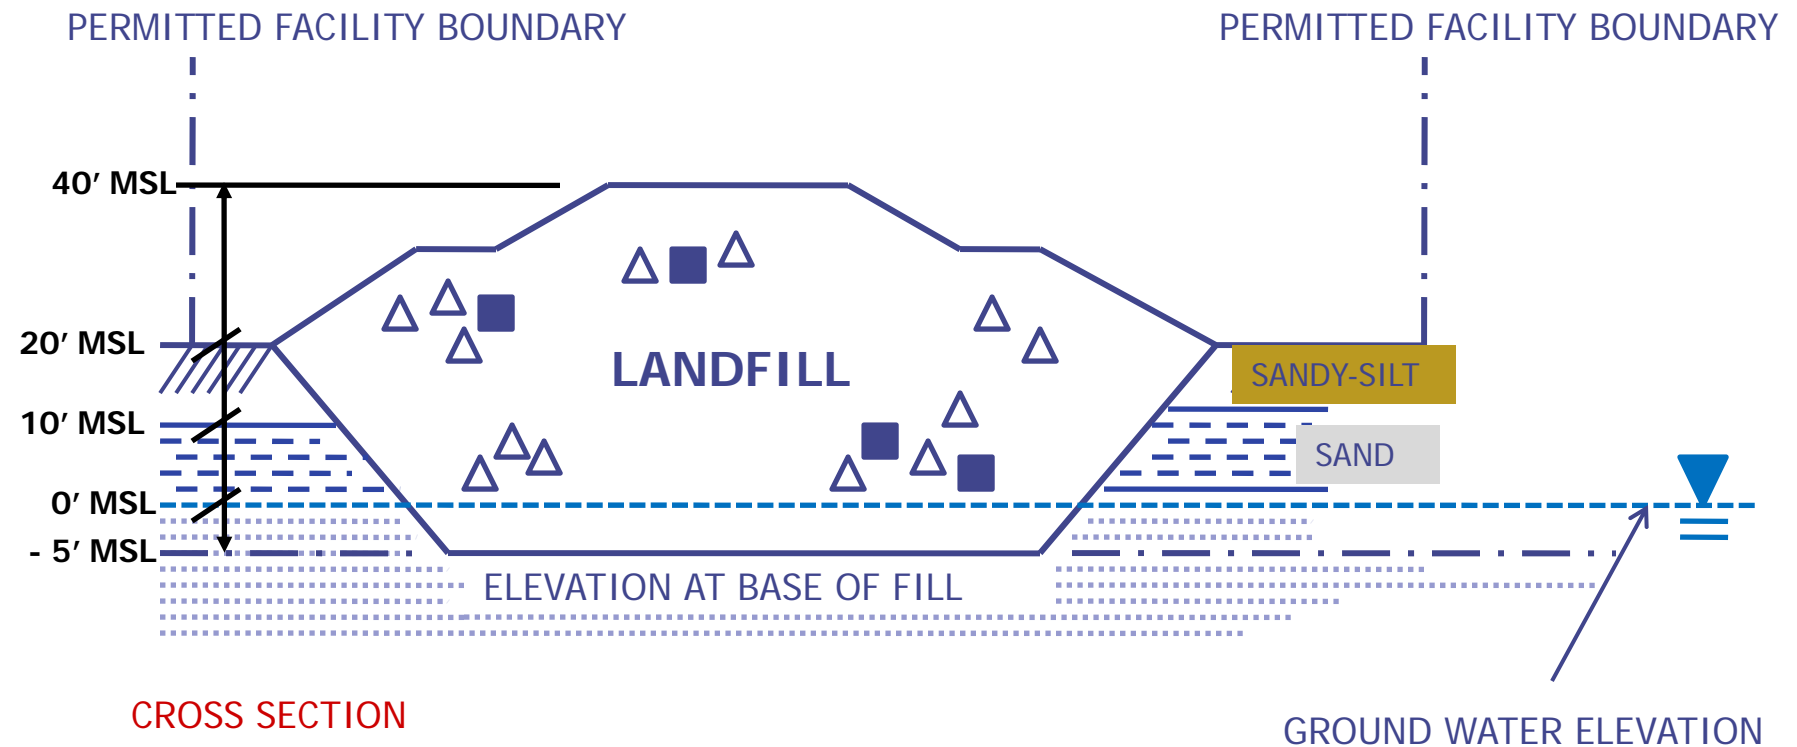 PERMITTED FACILITY BOUNDARY
PERMITTED FACILITY BOUNDARY
40’ MSL
20’ MSL
LANDFILL
SANDY-SILT
10’ MSL
SAND
0’ MSL
- 5’ MSL
ELEVATION AT BASE OF FILL
CROSS SECTION
GROUND WATER ELEVATION